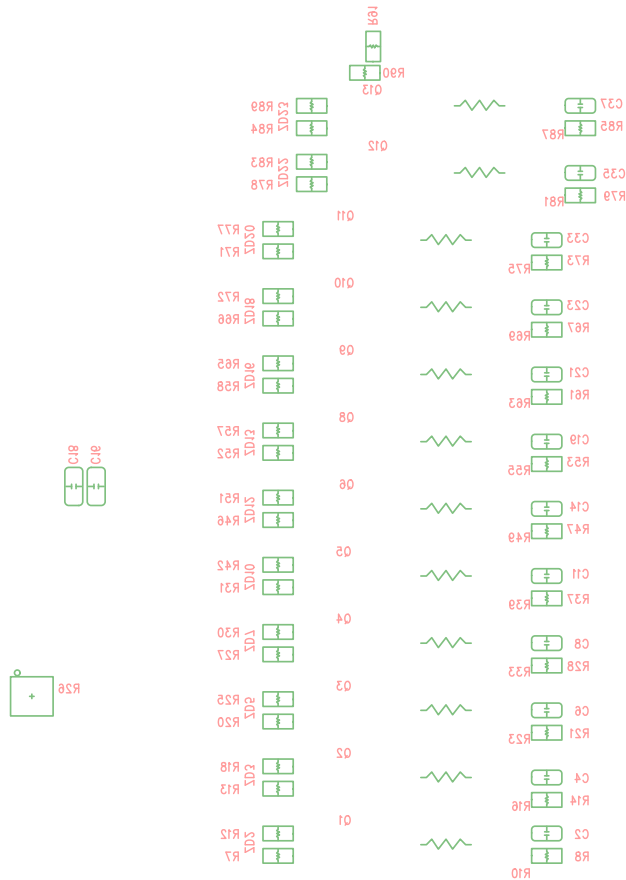 R91
R90
Q13
R89
ZD23
C37
R84
R85
R87
Q12
R83
ZD22
C35
R78
R79
R81
Q11
R77
ZD20
C33
R71
R73
R75
Q10
R72
ZD18
C23
R66
R67
R69
Q9
R65
ZD16
C21
R58
R61
R63
Q8
R57
ZD13
C19
C18
C16
R52
R53
R55
Q6
R51
ZD12
C14
R46
R47
R49
Q5
R42
ZD10
C11
R31
R37
R39
Q4
R30
ZD7
C8
R27
R28
R33
Q3
R26
R25
ZD5
C6
R20
R21
R23
Q2
R18
ZD3
C4
R13
R14
R16
Q1
R12
ZD2
C2
R7
R8
R10